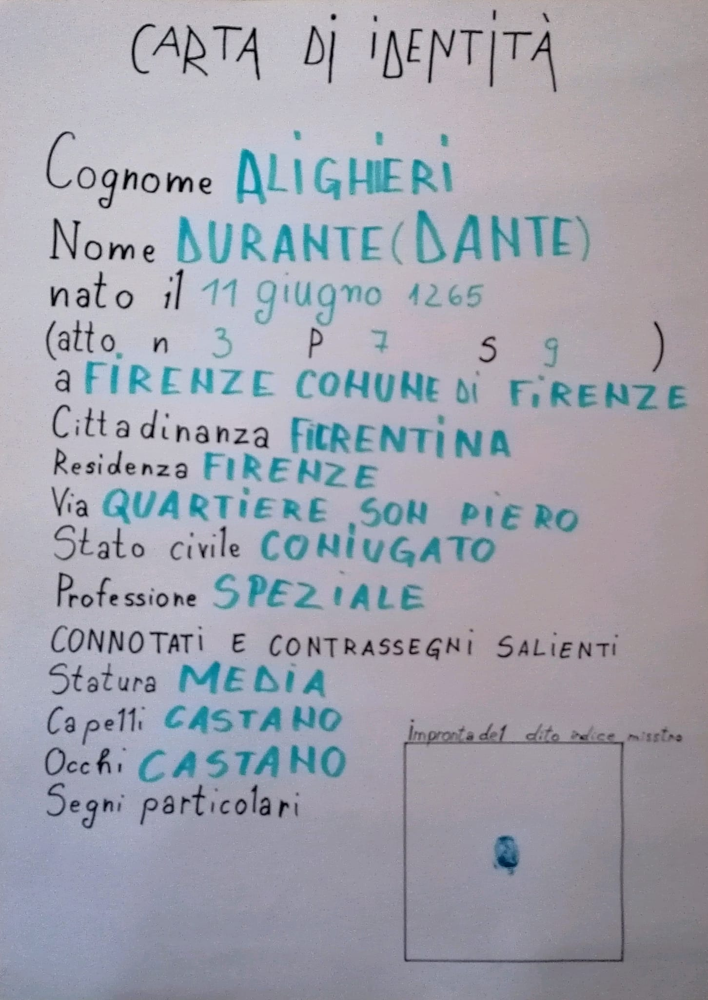 CARTA Di iDENTiTÀ
Cognome ALiGHiERi
Nome DURANTE (DANTE)
nato il 11 giugno 1265
(atto n 3 P 7 S 9 )
a FiRENZE COMUNE Di FiRENZE
Cittadinanza FiORENTiNA
Residenza FIRENZE
Via QUARTiERE, SON PiERO
Stato civile CONiUGATO
Professione SPEZiALE
CONNOTATi E CONTRASSEGNi SALiENTi
Statura MEDiA
Capelli CASTANO
Occhi CASTANO
Segni particolari
impronta del dito indice